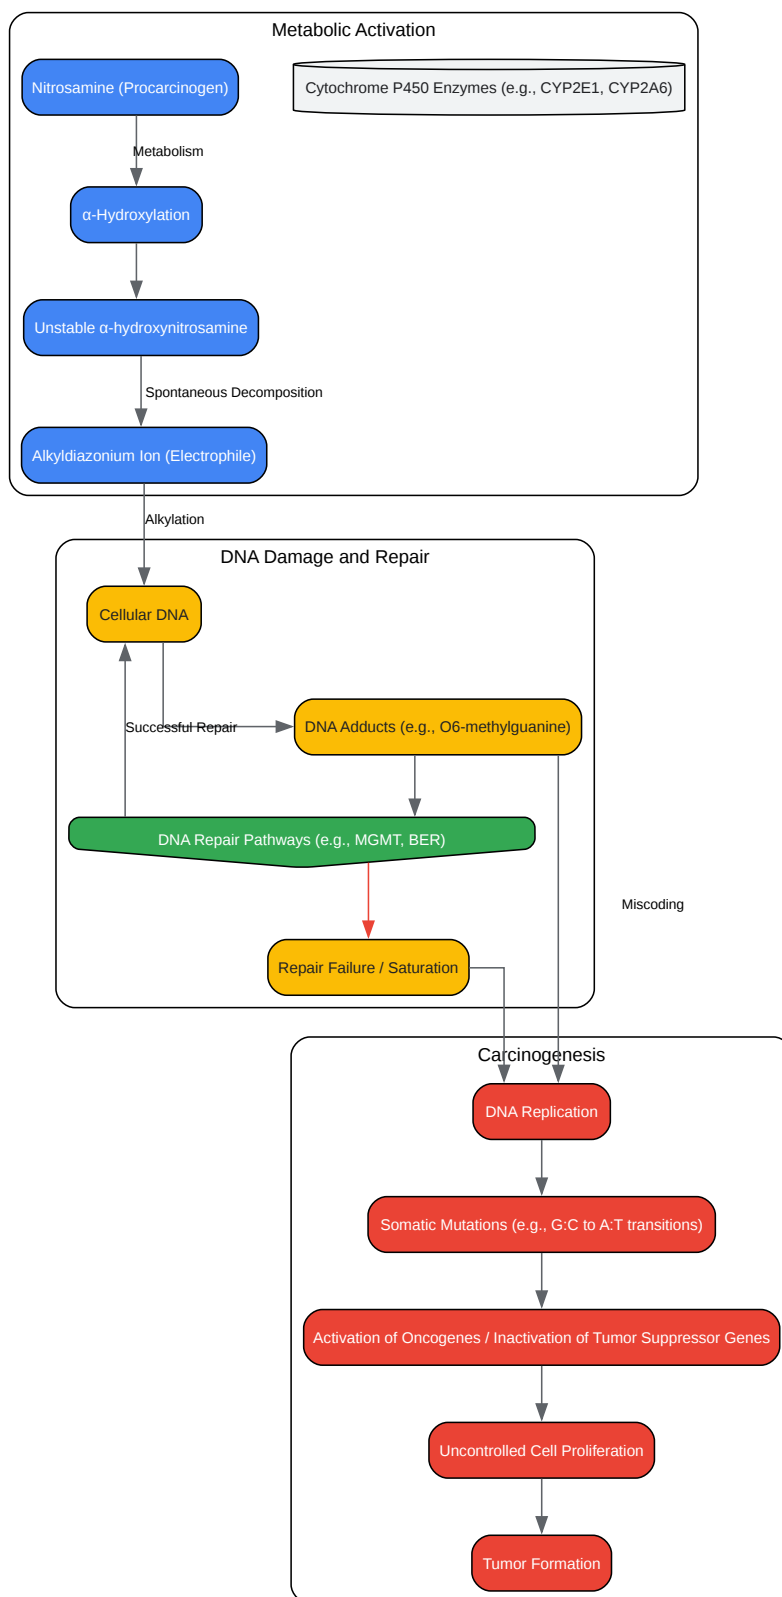 Metabolic Activation
Nitrosamine (Procarcinogen)
Cytochrome P450 Enzymes (e.g., CYP2E1, CYP2A6)
Metabolism
α-Hydroxylation
Unstable α-hydroxynitrosamine
Spontaneous Decomposition
Alkyldiazonium Ion (Electrophile)
Alkylation
DNA Damage and Repair
Cellular DNA
Successful Repair
DNA Adducts (e.g., O6-methylguanine)
DNA Repair Pathways (e.g., MGMT, BER)
Miscoding
Repair Failure / Saturation
Carcinogenesis
DNA Replication
Somatic Mutations (e.g., G:C to A:T transitions)
Activation of Oncogenes / Inactivation of Tumor Suppressor Genes
Uncontrolled Cell Proliferation
Tumor Formation